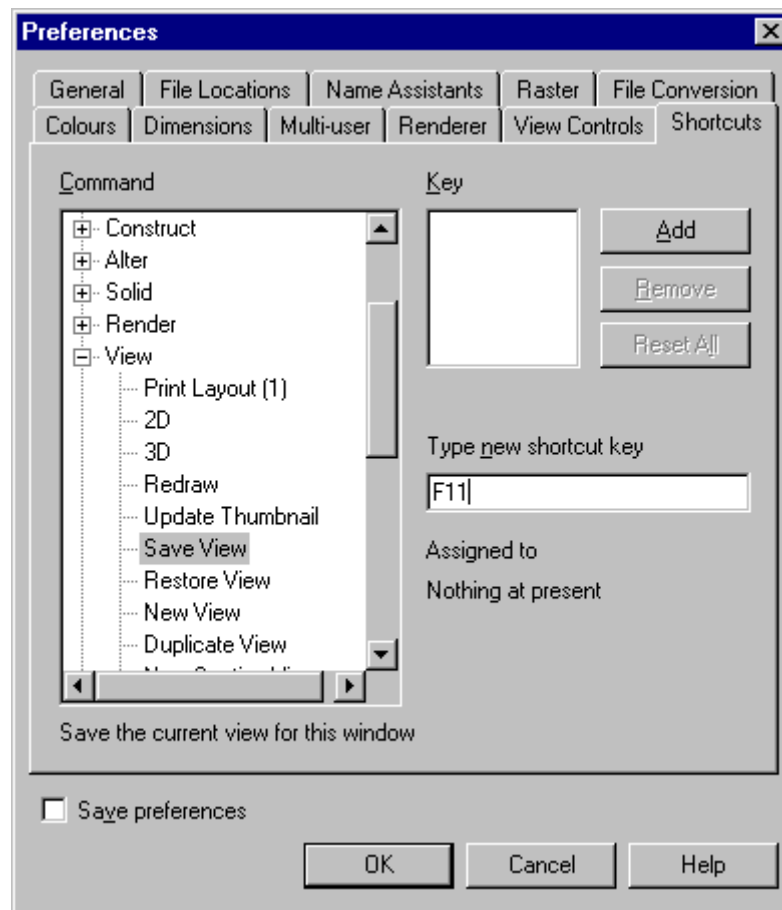 Preferences
General File Locations Name Assistants Raster File Conversion
Colours Dimensions Multi-user Renderer View Controls Shortcuts
Command Key
Construct
Alter
Solid
Render
View
Print Layout (1)
2D
3D
Redraw
Update Thumbnail
Save View
Restore View
New View
Duplicate View
Add
Remove
Reset All
Type new shortcut key
F11
Assigned to
Nothing at present
Save the current view for this window
Save preferences
OK Cancel Help